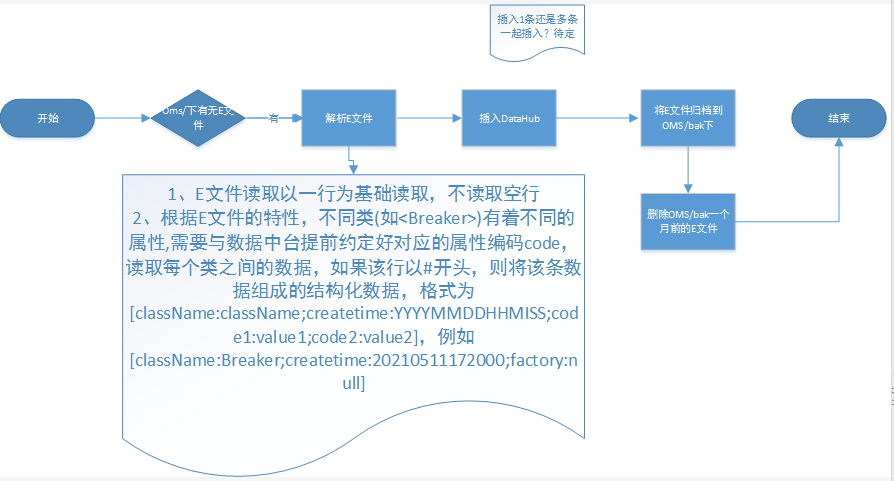 插入1条还是多条
一起插入？待定
开始
Oms/下有无E文
件
有
解析E文件
插入DataHub
将E文件归档到
OMS/bak下
结束
删除OMS/bak一个
月前的E文件
1、E文件读取以一行为基础读取，不读取空行
2、根据E文件的特性，不同类(如<Breaker>)有着不同的
属性,需要与数据中台提前约定好对应的属性编码code，
读取每个类之间的数据，如果该行以#开头，则将该条数
据组成的结构化数据，格式为
[className:className;createtime:YYYYMMDDHHMISS;cod
e1:value1;code2:value2]，例如
[className:Breaker;createtime:20210511172000;factory:n
ull]